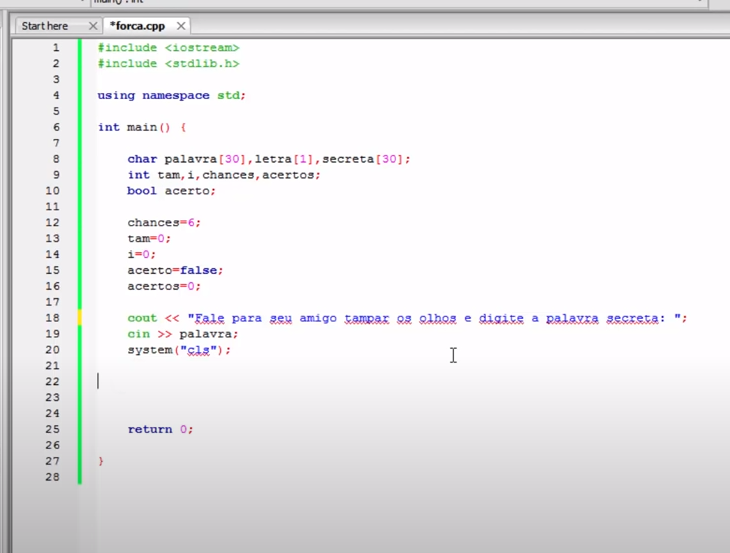 main() : int
Start here
*forca.cpp
1 #include <iostream>
2 #include <stdlib.h>
3
4 using namespace std;
5
6 int main() {
7
8 char palavra[30],letra[1],secreta[30];
9 int tam,i,chances,acertos;
10 bool acerto;
11
12 chances=6;
13 tam=0;
14 i=0;
15 acerto=false;
16 acertos=0;
17
18 cout << "Fale para seu amigo tampar os olhos e digite a palavra secreta: ";
19 cin >> palavra;
20 system("cls");
21
22
23
24
25 return 0;
26
27 }
28